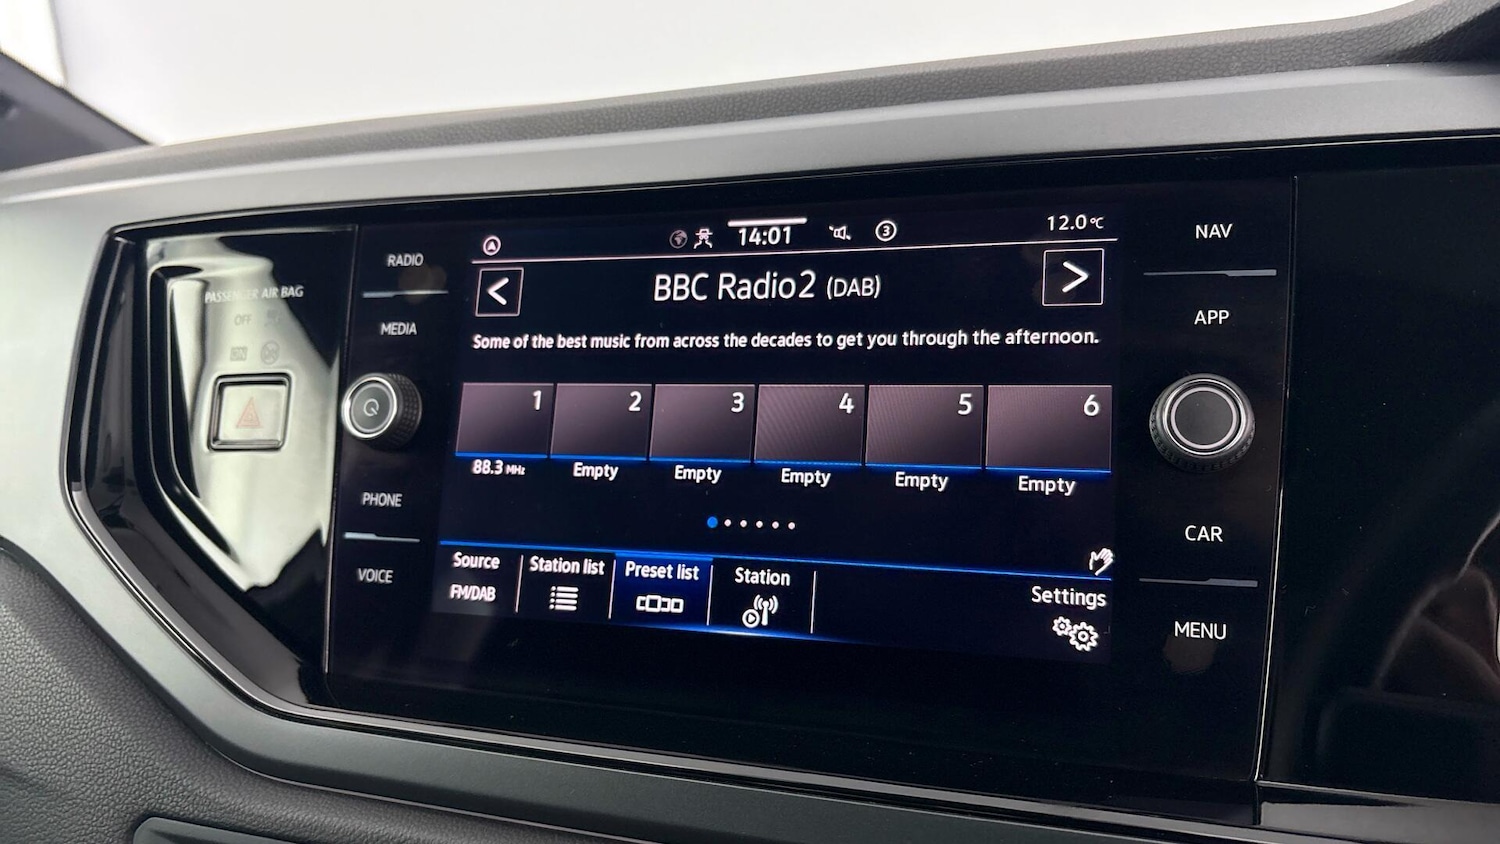 14:01
3
12.0°C
BBC Radio2 (DAB)
Some of the best music from across the decades to get you through the afternoon.
1
2
3
4
5
6
88.3 MHz
Empty
Empty
Empty
Empty
Empty
Source
FM/DAB
Station list
Preset list
Station
Settings
PASSENGER AIR BAG
OFF
ON
RADIO
MEDIA
PHONE
VOICE
NAV
APP
CAR
MENU